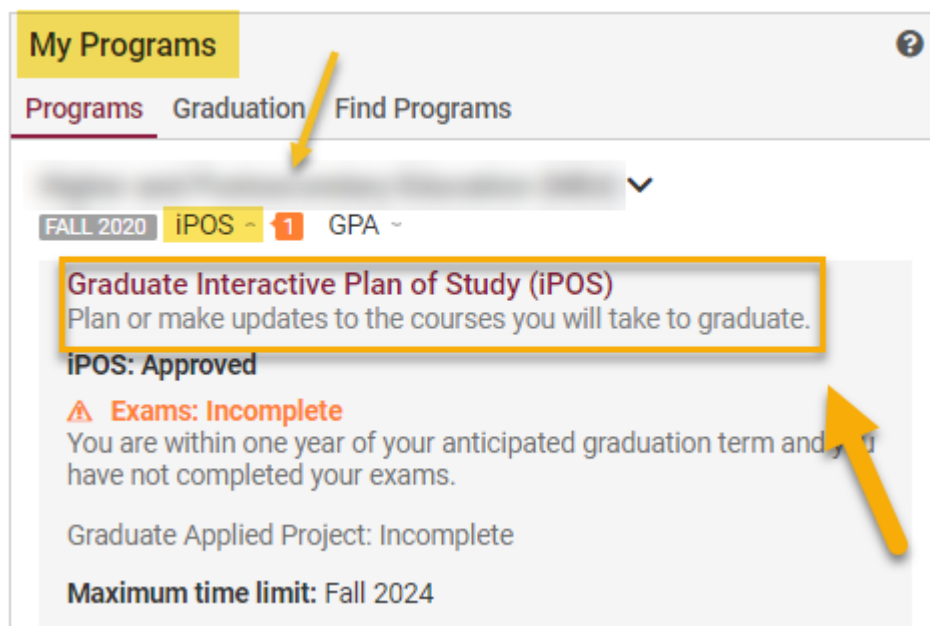 My Programs
Programs Graduation Find Programs
FALL 2020 iPOS 1 GPA
Graduate Interactive Plan of Study (iPOS)
Plan or make updates to the courses you will take to graduate.
iPOS: Approved
Exams: Incomplete
You are within one year of your anticipated graduation term and you
have not completed your exams.
Graduate Applied Project: Incomplete
Maximum time limit: Fall 2024